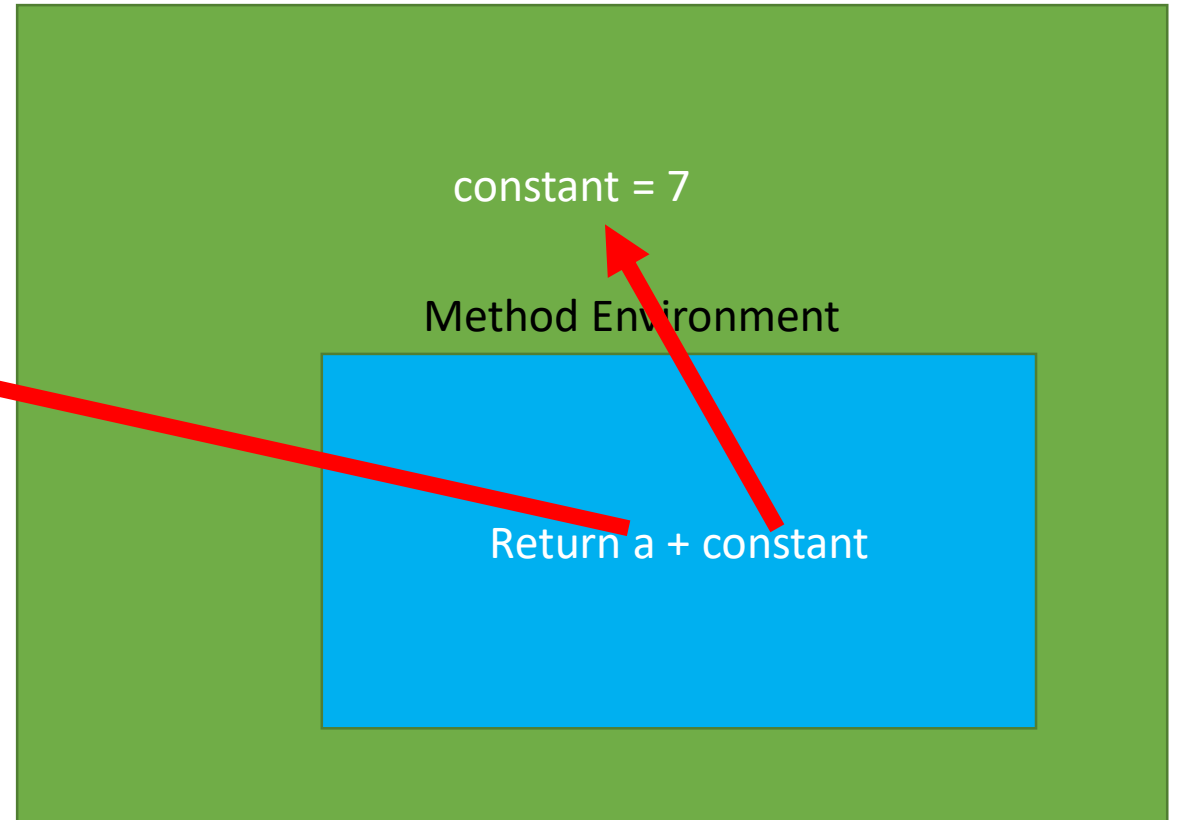 constant = 7
Method Environment
Return a + constant